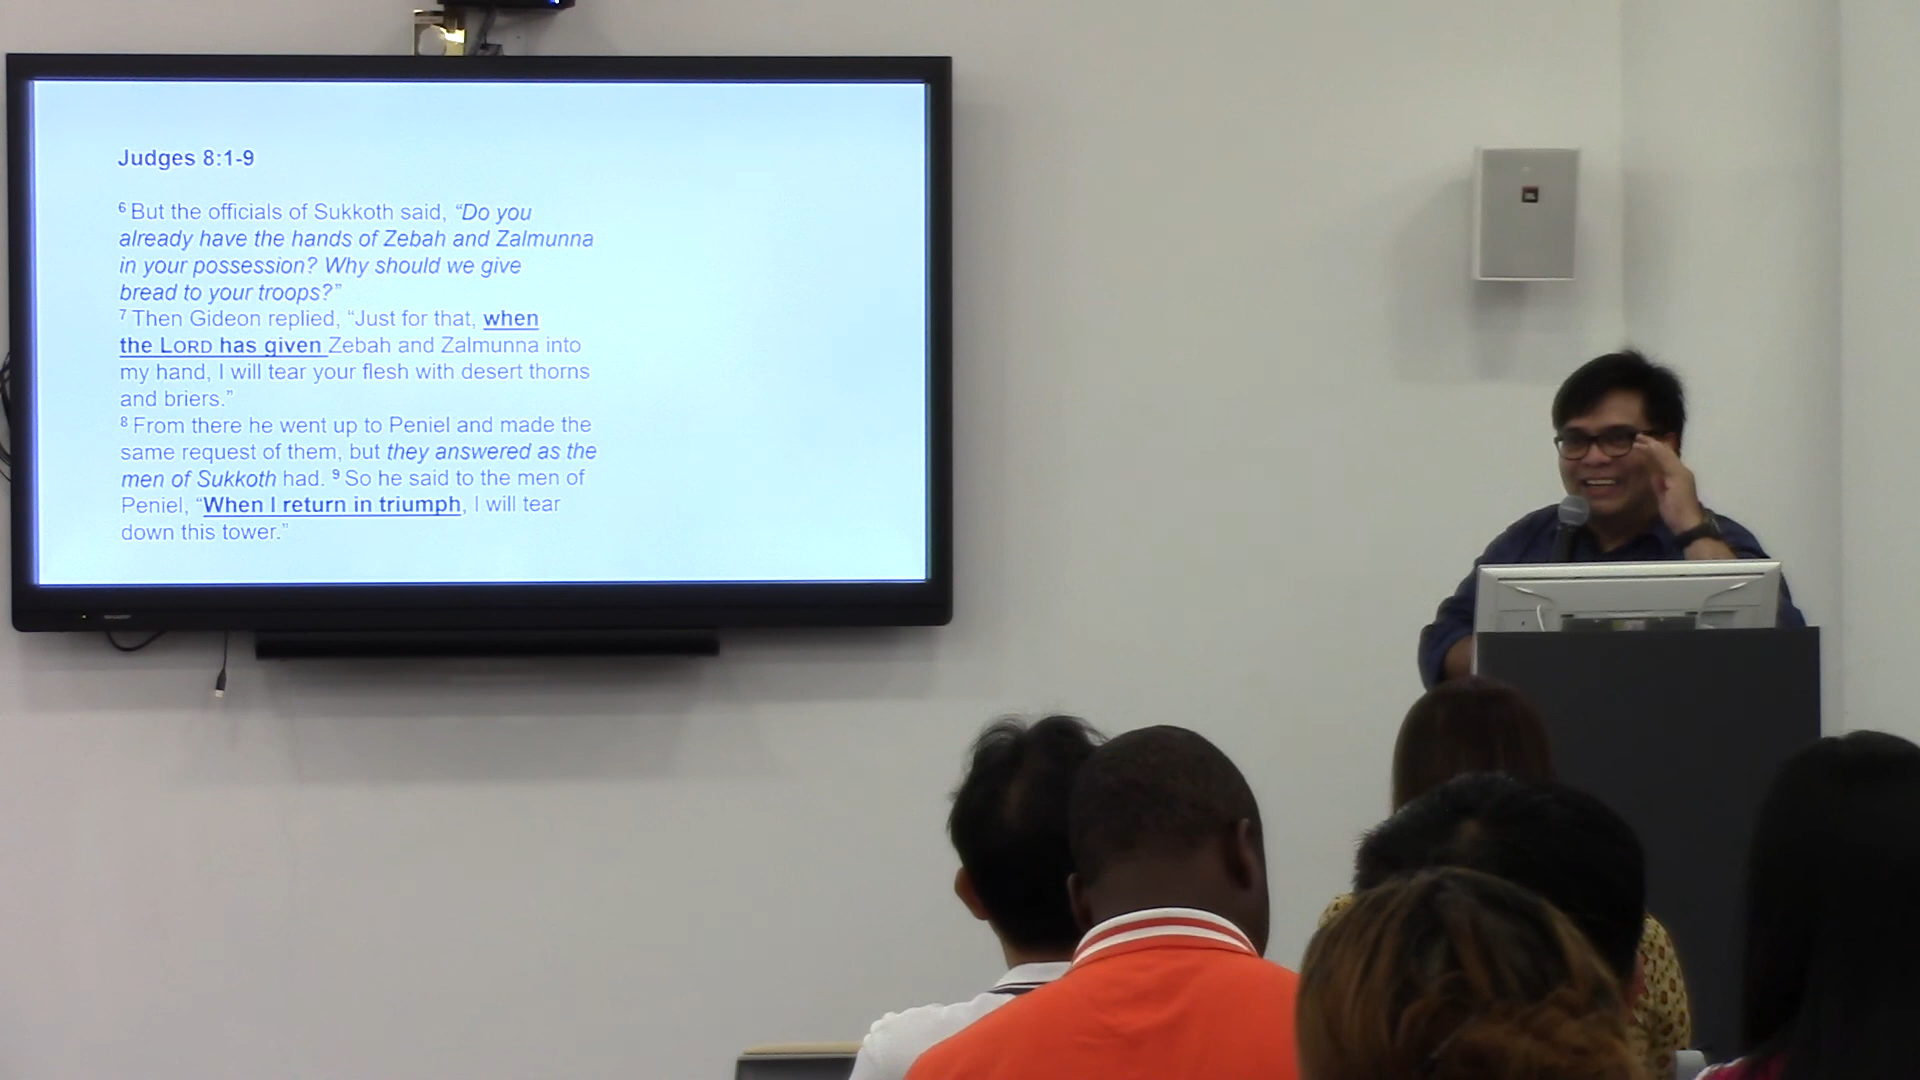 Judges 8:1-9
6 But the officials of Sukkoth said, “Do you
already have the hands of Zebah and Zalmunna
in your possession? Why should we give
bread to your troops?”
7 Then Gideon replied, “Just for that, when
the LORD has given Zebah and Zalmunna into
my hand, I will tear your flesh with desert thorns
and briers.”
8 From there he went up to Peniel and made the
same request of them, but they answered as the
men of Sukkoth had. 9 So he said to the men of
Peniel, “When I return in triumph, I will tear
down this tower.”
SHARP